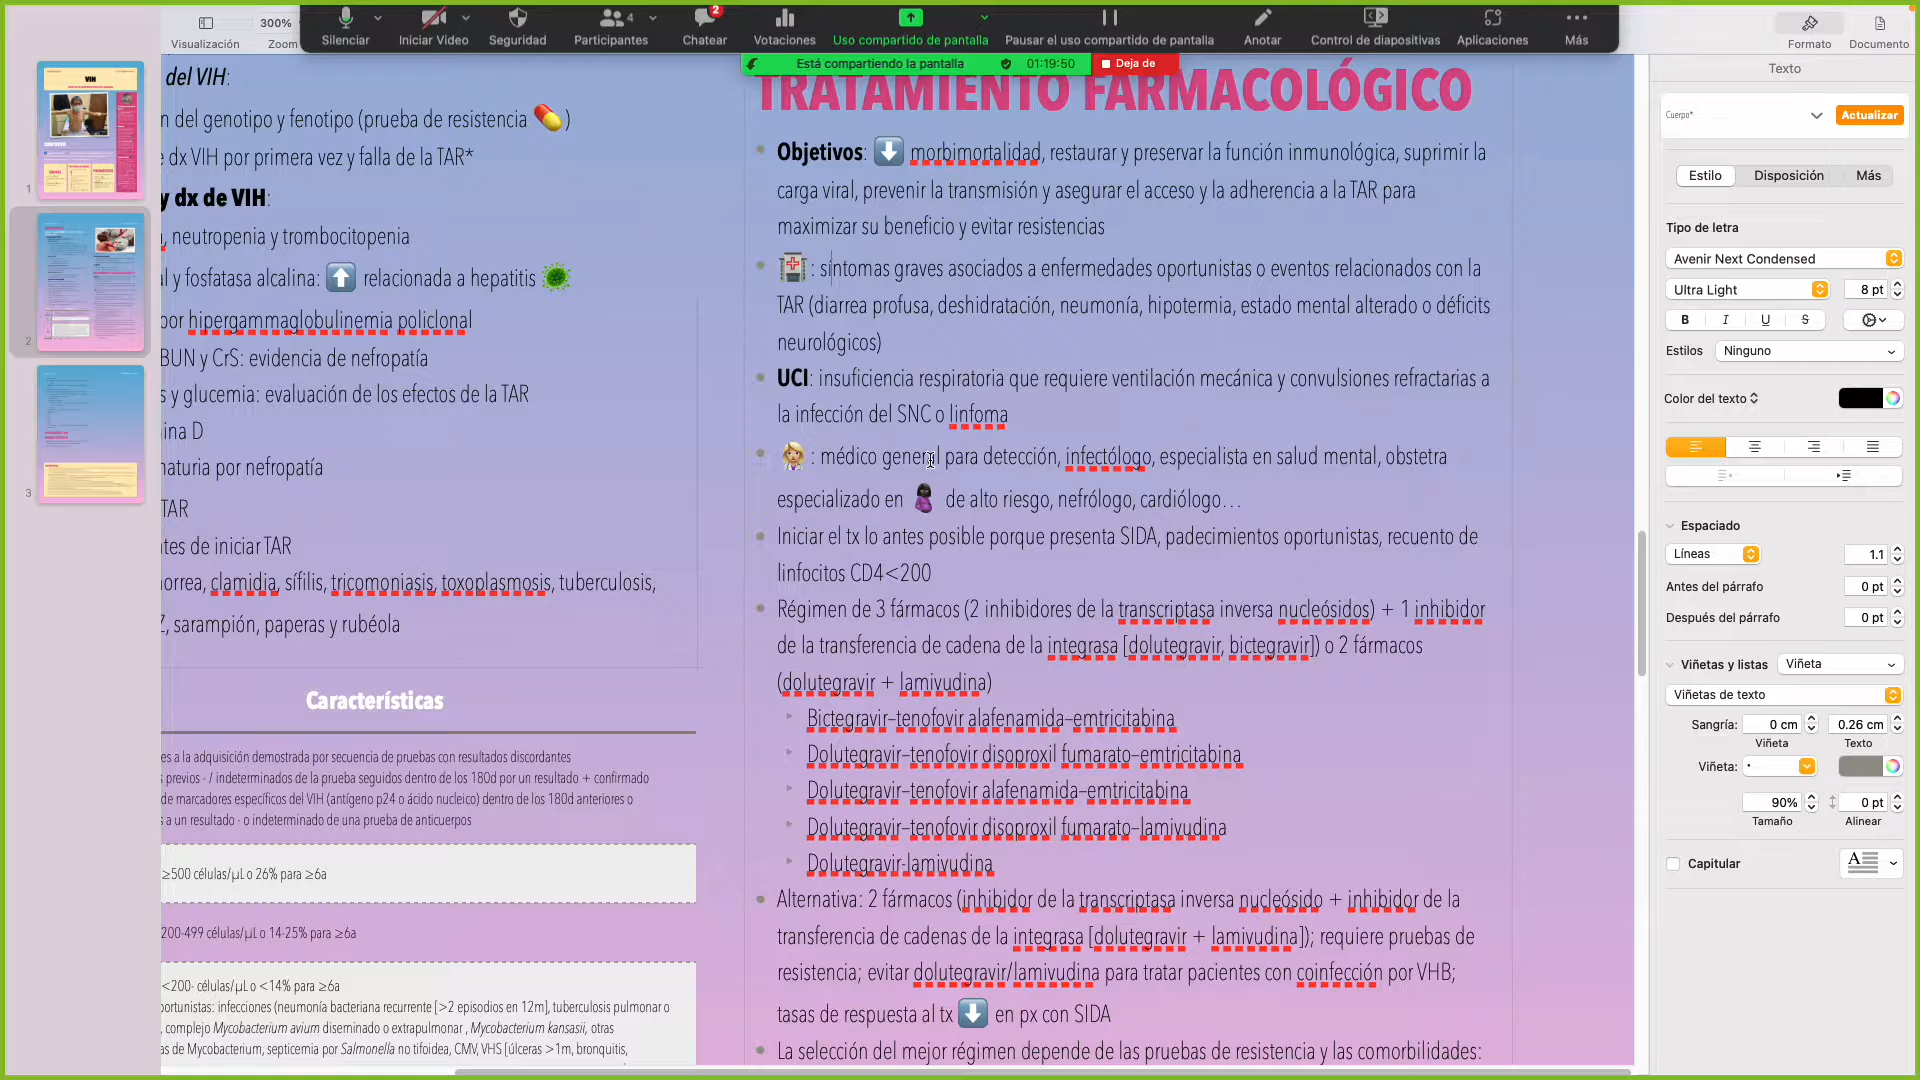 Visualización
300%
Zoom
Silenciar
Iniciar Video
Seguridad
4
Participantes
2
Chatear
Votaciones
Uso compartido de pantalla
Pausar el uso compartido de pantalla
Anotar
Control de diapositivas
Aplicaciones
Más
Formato
Documento
Está compartiendo la pantalla
01:19:50
Deja de
VIH
1
2
3
del VIH:
n del genotipo y fenotipo (prueba de resistencia 💊)
dx VIH por primera vez y falla de la TAR*
y dx de VIH:
, neutropenia y trombocitopenia
l y fosfatasa alcalina: ⬆️ relacionada a hepatitis 🦠
por hipergammaglobulinemia policlonal
BUN y CrS: evidencia de nefropatía
s y glucemia: evaluación de los efectos de la TAR
ina D
naturia por nefropatía
TAR
tes de iniciar TAR
orrea, clamidia, sífilis, tricomoniasis, toxoplasmosis, tuberculosis,
Z, sarampión, paperas y rubéola
Características
es a la adquisición demostrada por secuencia de pruebas con resultados discordantes
s previos - / indeterminados de la prueba seguidos dentro de los 180d por un resultado + confirmado
de marcadores específicos del VIH (antígeno p24 o ácido nucleico) dentro de los 180d anteriores o
s a un resultado - o indeterminado de una prueba de anticuerpos
≥500 células/µL o 26% para ≥6a
200-499 células/µL o 14-25% para ≥6a
<200- células/µL o <14% para ≥6a
ortunistas: infecciones (neumonía bacteriana recurrente [>2 episodios en 12m], tuberculosis pulmonar o
, complejo Mycobacterium avium diseminado o extrapulmonar , Mycobacterium kansasii, otras
as de Mycobacterium, septicemia por Salmonella no tifoidea, CMV, VHS [úlceras >1m, bronquitis,
TRATAMIENTO FARMACOLÓGICO
• Objetivos: ⬇️ morbimortalidad, restaurar y preservar la función inmunológica, suprimir la
carga viral, prevenir la transmisión y asegurar el acceso y la adherencia a la TAR para
maximizar su beneficio y evitar resistencias
• 🏥: síntomas graves asociados a enfermedades oportunistas o eventos relacionados con la
TAR (diarrea profusa, deshidratación, neumonía, hipotermia, estado mental alterado o déficits
neurológicos)
• UCI: insuficiencia respiratoria que requiere ventilación mecánica y convulsiones refractarias a
la infección del SNC o linfoma
• 👩‍⚕️: médico general para detección, infectólogo, especialista en salud mental, obstetra
especializado en 🤰 de alto riesgo, nefrólogo, cardiólogo…
• Iniciar el tx lo antes posible porque presenta SIDA, padecimientos oportunistas, recuento de
linfocitos CD4<200
• Régimen de 3 fármacos (2 inhibidores de la transcriptasa inversa nucleósidos) + 1 inhibidor
de la transferencia de cadena de la integrasa [dolutegravir, bictegravir]) o 2 fármacos
(dolutegravir + lamivudina)
‣ Bictegravir–tenofovir alafenamida–emtricitabina
‣ Dolutegravir–tenofovir disoproxil fumarato–emtricitabina
‣ Dolutegravir–tenofovir alafenamida–emtricitabina
‣ Dolutegravir–tenofovir disoproxil fumarato–lamivudina
‣ Dolutegravir-lamivudina
• Alternativa: 2 fármacos (inhibidor de la transcriptasa inversa nucleósido + inhibidor de la
transferencia de cadenas de la integrasa [dolutegravir + lamivudina]); requiere pruebas de
resistencia; evitar dolutegravir/lamivudina para tratar pacientes con coinfección por VHB;
tasas de respuesta al tx ⬇️ en px con SIDA
• La selección del mejor régimen depende de las pruebas de resistencia y las comorbilidades:
Texto
Cuerpo*
Actualizar
Estilo
Disposición
Más
Tipo de letra
Avenir Next Condensed
Ultra Light
8 pt
B I U S
Estilos
Ninguno
Color del texto
Espaciado
Líneas
1.1
Antes del párrafo
0 pt
Después del párrafo
0 pt
Viñetas y listas
Viñeta
Viñetas de texto
Sangría:
0 cm
0.26 cm
Viñeta
Texto
Viñeta:
•
90%
0 pt
Tamaño
Alinear
Capitular
A